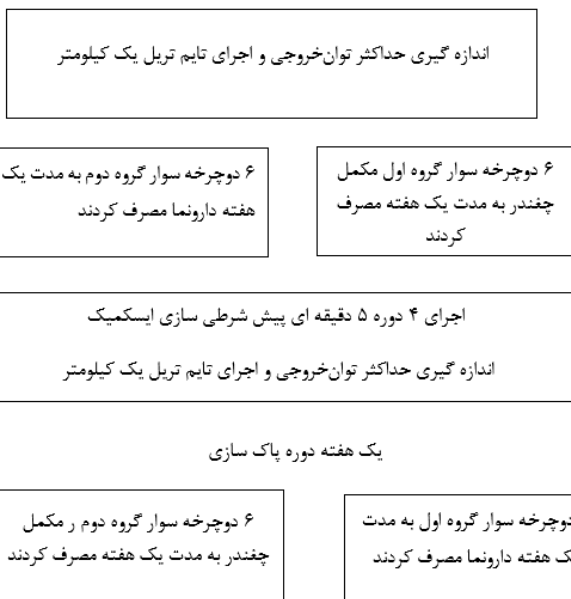 اندازه گیری حداکثر توان‌خروجی و اجرای تایم تریل یک کیلومتر
۶ دوچرخه سوار گروه اول مکمل
چغندر به مدت یک هفته مصرف
کردند
۶ دوچرخه سوار گروه دوم به مدت یک
هفته دارونما مصرف کردند
اجرای ۴ دوره ۵ دقیقه ای پیش شرطی سازی ایسکمیک
اندازه گیری حداکثر توان‌خروجی و اجرای تایم تریل یک کیلومتر
یک هفته دوره پاک سازی
دوچرخه سوار گروه اول به مدت
یک هفته دارونما مصرف کردند
۶ دوچرخه سوار گروه دوم ر مکمل
چغندر به مدت یک هفته مصرف کردند